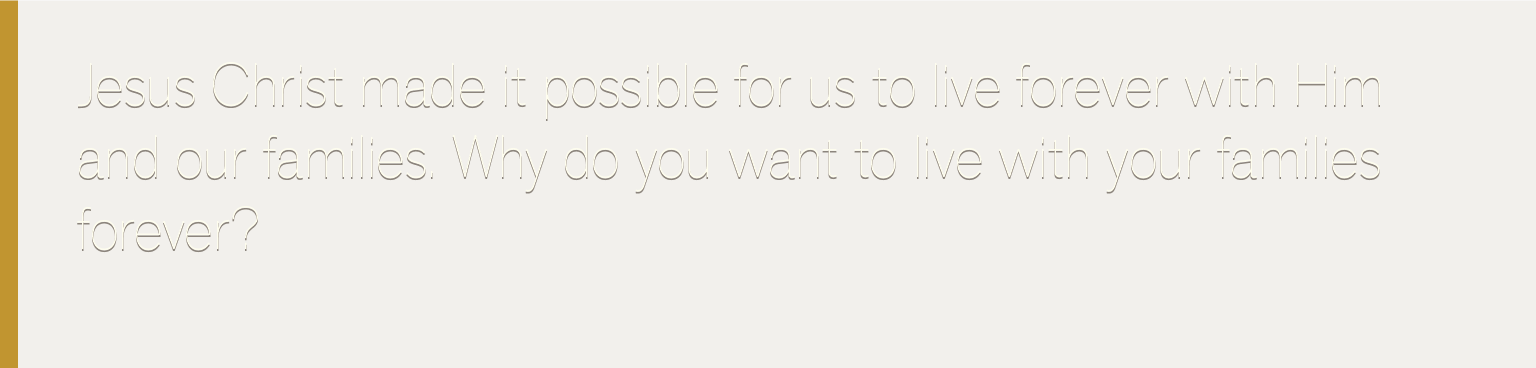 Jesus Christ made it possible for us to live forever with Him
and our families. Why do you want to live with your families
forever?